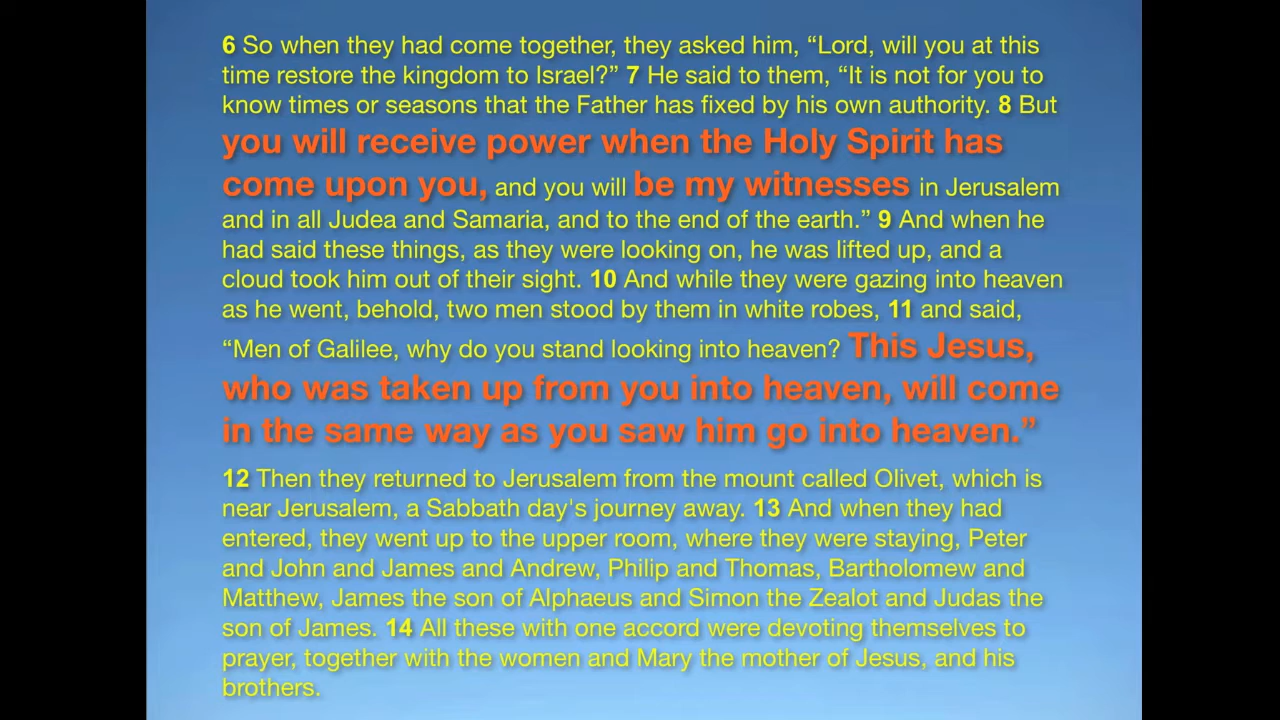 6 So when they had come together, they asked him, “Lord, will you at this
time restore the kingdom to Israel?” 7 He said to them, “It is not for you to
know times or seasons that the Father has fixed by his own authority. 8 But
you will receive power when the Holy Spirit has
come upon you, and you will be my witnesses in Jerusalem
and in all Judea and Samaria, and to the end of the earth.” 9 And when he
had said these things, as they were looking on, he was lifted up, and a
cloud took him out of their sight. 10 And while they were gazing into heaven
as he went, behold, two men stood by them in white robes, 11 and said,
“Men of Galilee, why do you stand looking into heaven? This Jesus,
who was taken up from you into heaven, will come
in the same way as you saw him go into heaven.”
12 Then they returned to Jerusalem from the mount called Olivet, which is
near Jerusalem, a Sabbath day's journey away. 13 And when they had
entered, they went up to the upper room, where they were staying, Peter
and John and James and Andrew, Philip and Thomas, Bartholomew and
Matthew, James the son of Alphaeus and Simon the Zealot and Judas the
son of James. 14 All these with one accord were devoting themselves to
prayer, together with the women and Mary the mother of Jesus, and his
brothers.